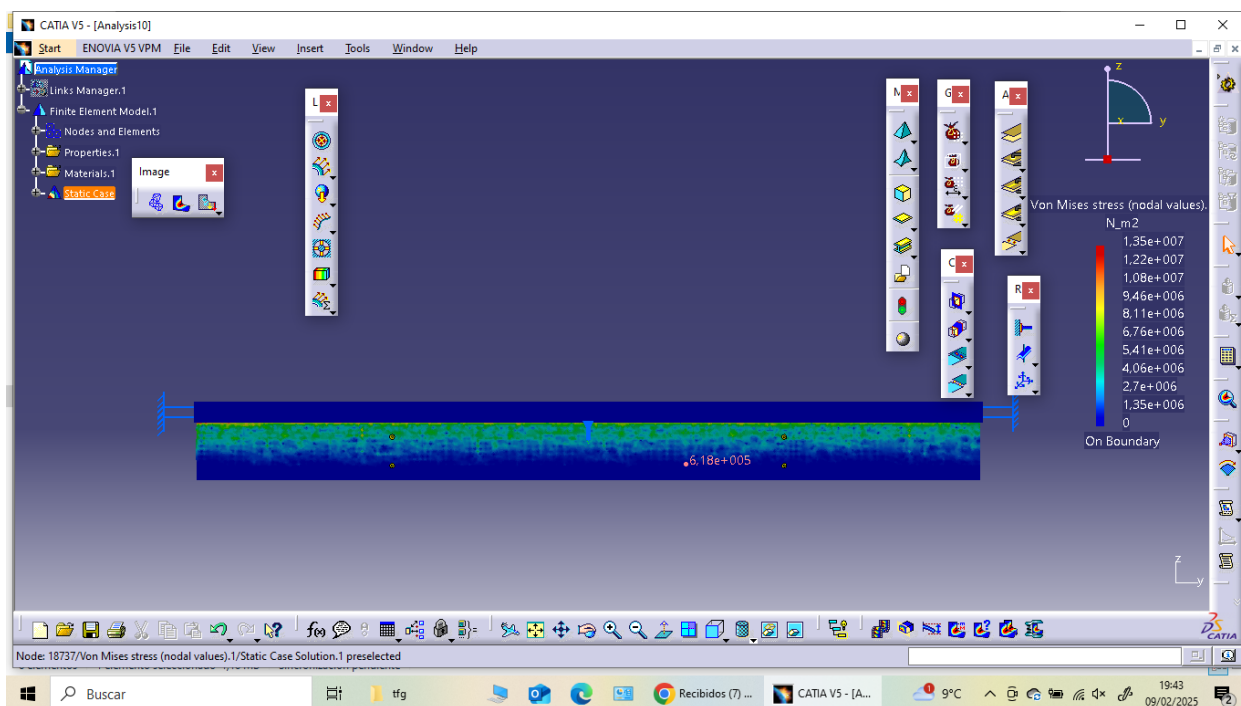 CATIA V5 - [Analysis10]
Start ENOVIA V5 VPM File Edit View Insert Tools Window Help
Analysis Manager
Links Manager.1
Finite Element Model.1
Nodes and Elements
Properties.1
Materials.1
Static Case
Image
L
M
G
A
C
R
z
x
y
Von Mises stress (nodal values).
N_m2
1,35e+007
1,22e+007
1,08e+007
9,46e+006
8,11e+006
6,76e+006
5,41e+006
4,06e+006
2,7e+006
1,35e+006
0
On Boundary
6,18e+005
z
y
f(x)
CATIA
Node: 18737/Von Mises stress (nodal values).1/Static Case Solution.1 preselected
Buscar
tfg
Recibidos (7) ...
CATIA V5 - [A...
9°C
19:43
09/02/2025
2